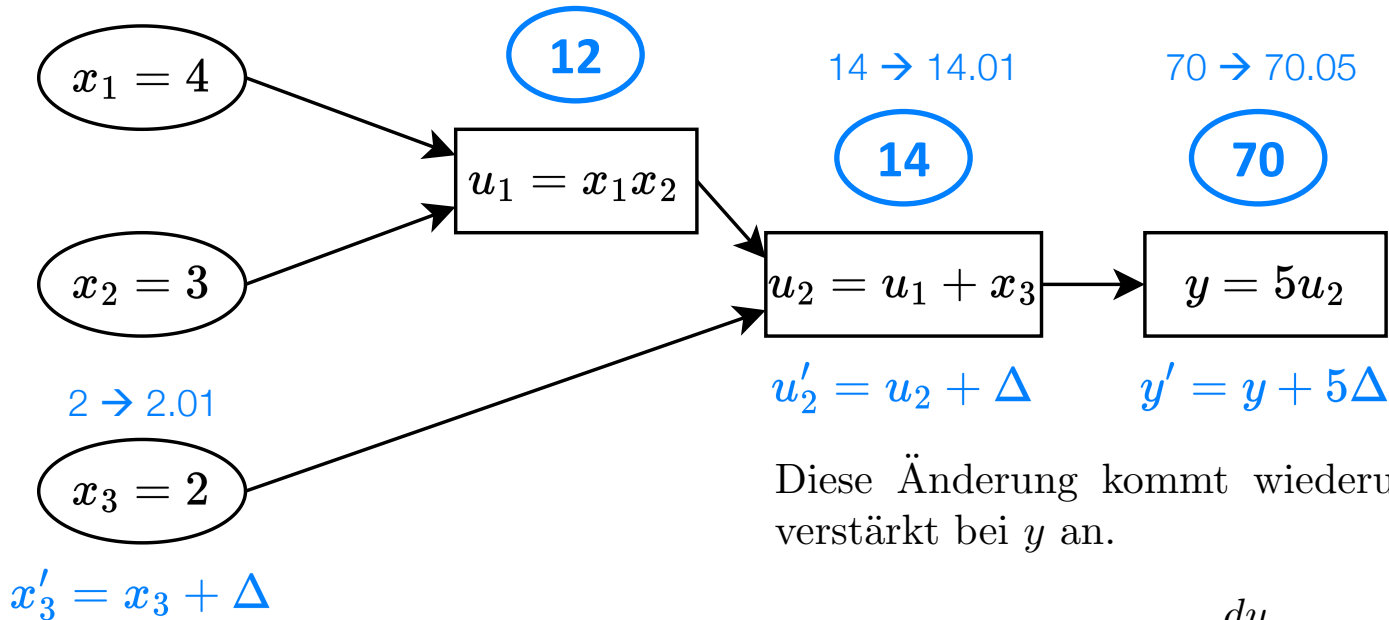 12
x₁ = 4
14 → 14.01
70 → 70.05
14
70
u₁ = x₁x₂
x₂ = 3
u₂ = u₁ + x₃
y = 5u₂
2 → 2.01
u₂′ = u₂ + Δ
y′ = y + 5Δ
x₃ = 2
Diese Änderung kommt
verstärkt bei y an.
x₃′ = x₃ + Δ